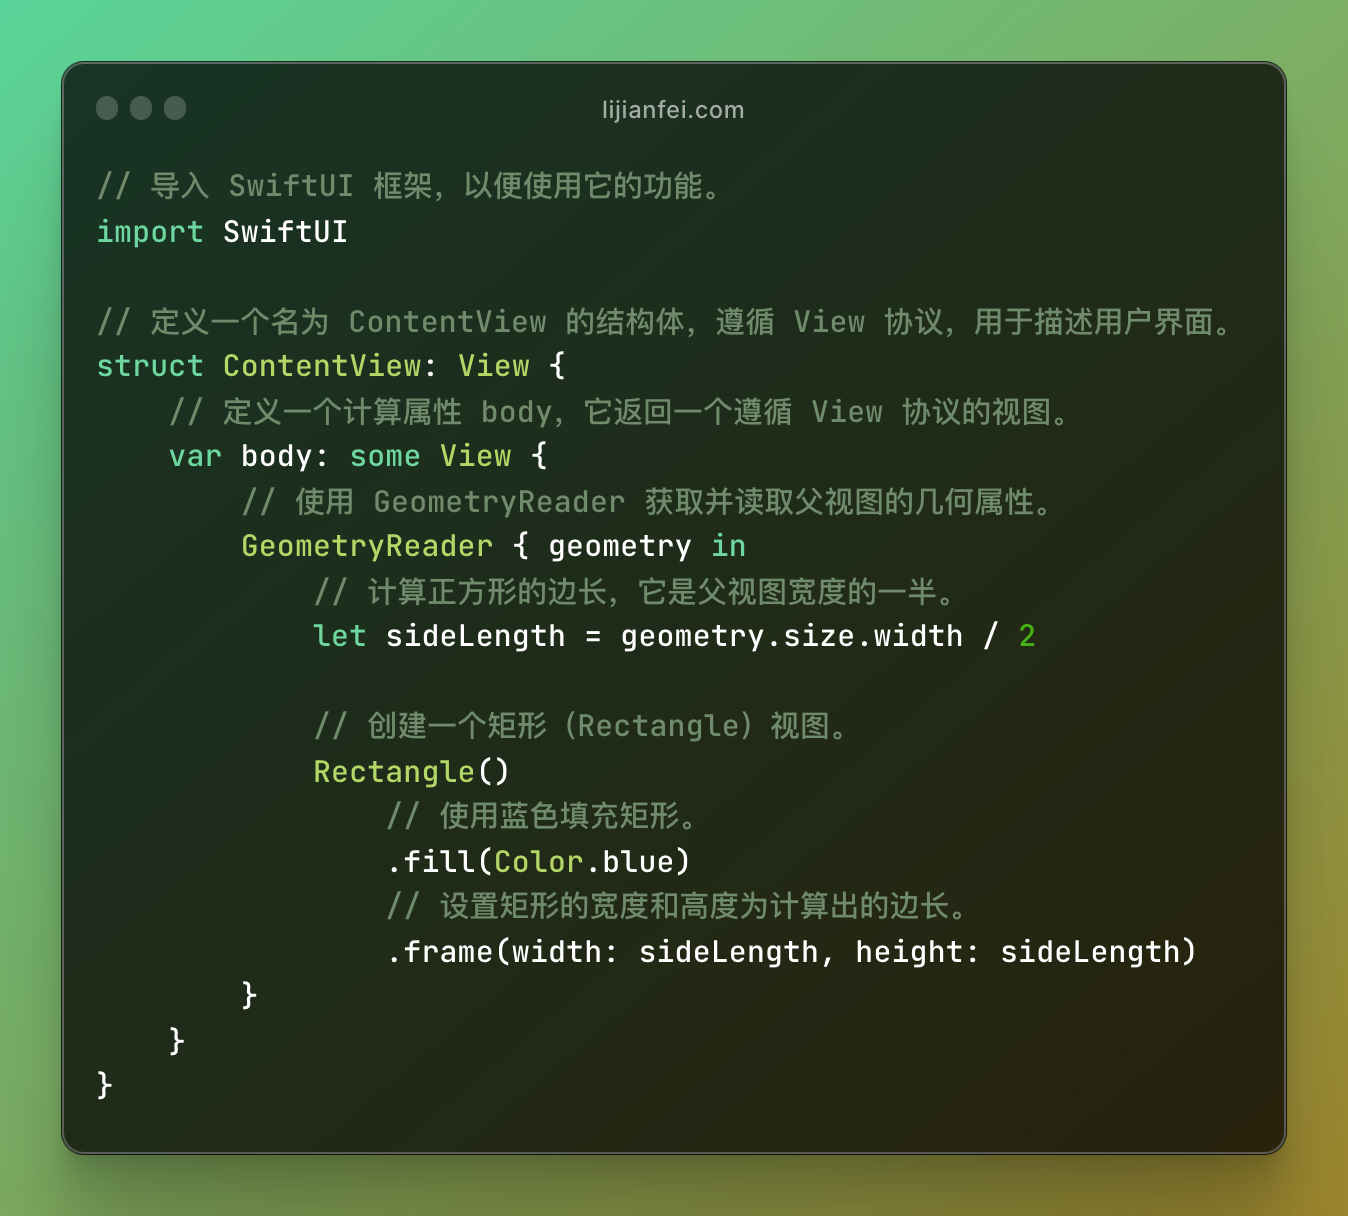 lijianfei.com
// 导入 SwiftUI 框架，以便使用它的功能。
import SwiftUI
// 定义一个名为 ContentView 的结构体，遵循 View 协议，用于描述用户界面。
struct ContentView: View {
// 定义一个计算属性 body，它返回一个遵循 View 协议的视图。
var body: some View {
// 使用 GeometryReader 获取并读取父视图的几何属性。
GeometryReader { geometry in
// 计算正方形的边长，它是父视图宽度的一半。
let sideLength = geometry.size.width / 2
// 创建一个矩形（Rectangle）视图。
Rectangle()
// 使用蓝色填充矩形。
.fill(Color.blue)
// 设置矩形的宽度和高度为计算出的边长。
.frame(width: sideLength, height: sideLength)
}
}
}